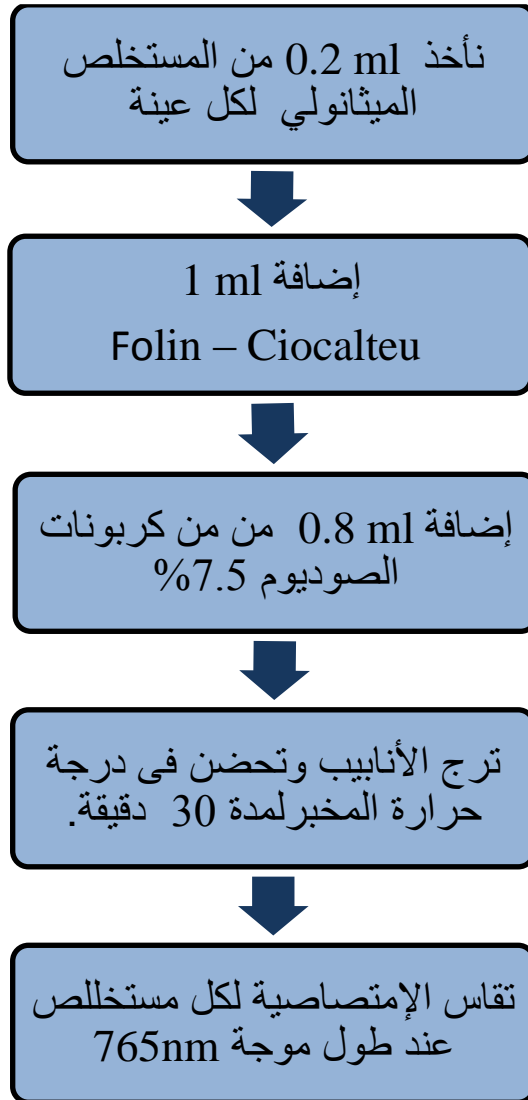 نأخذ 0.2 ml من المستخلص
الميثانولي لكل عينة
إضافة 1 ml
Folin – Ciocalteu
إضافة 0.8 ml من من كربونات
الصوديوم 7.5%
ترج الأنابيب وتحضن فى درجة
حرارة المخبرلمدة 30 دقيقة.
تقاس الإمتصاصية لكل مستخللص
عند طول موجة 765nm